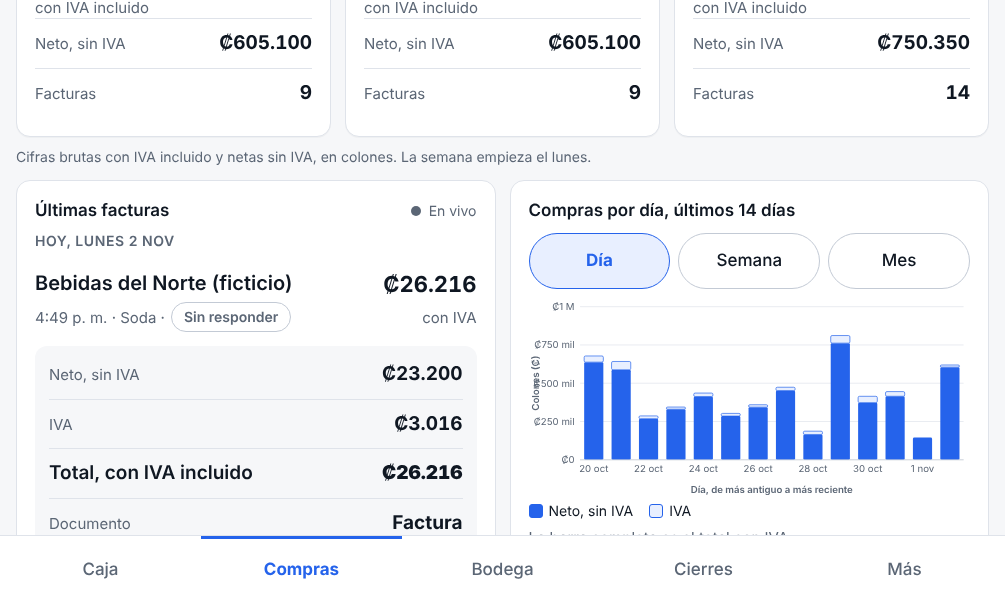 con IVA incluido
con IVA incluido
con IVA incluido
Neto, sin IVA ₡605.100
Neto, sin IVA ₡605.100
Neto, sin IVA ₡750.350
Facturas 9
Facturas 9
Facturas 14
Cifras brutas con IVA incluido y netas sin IVA, en colones. La semana empieza el lunes.
Últimas facturas
En vivo
HOY, LUNES 2 NOV
Bebidas del Norte (ficticio) ₡26.216
4:49 p. m. · Soda · Sin responder con IVA
Neto, sin IVA ₡23.200
IVA ₡3.016
Total, con IVA incluido ₡26.216
Documento Factura
Compras por día, últimos 14 días
Día Semana Mes
₡1 M
₡750 mil
₡500 mil
₡250 mil
₡0
Colones (₡)
20 oct 22 oct 24 oct 26 oct 28 oct 30 oct 1 nov
Día, de más antiguo a más reciente
Neto, sin IVA IVA
Caja Compras Bodega Cierres Más